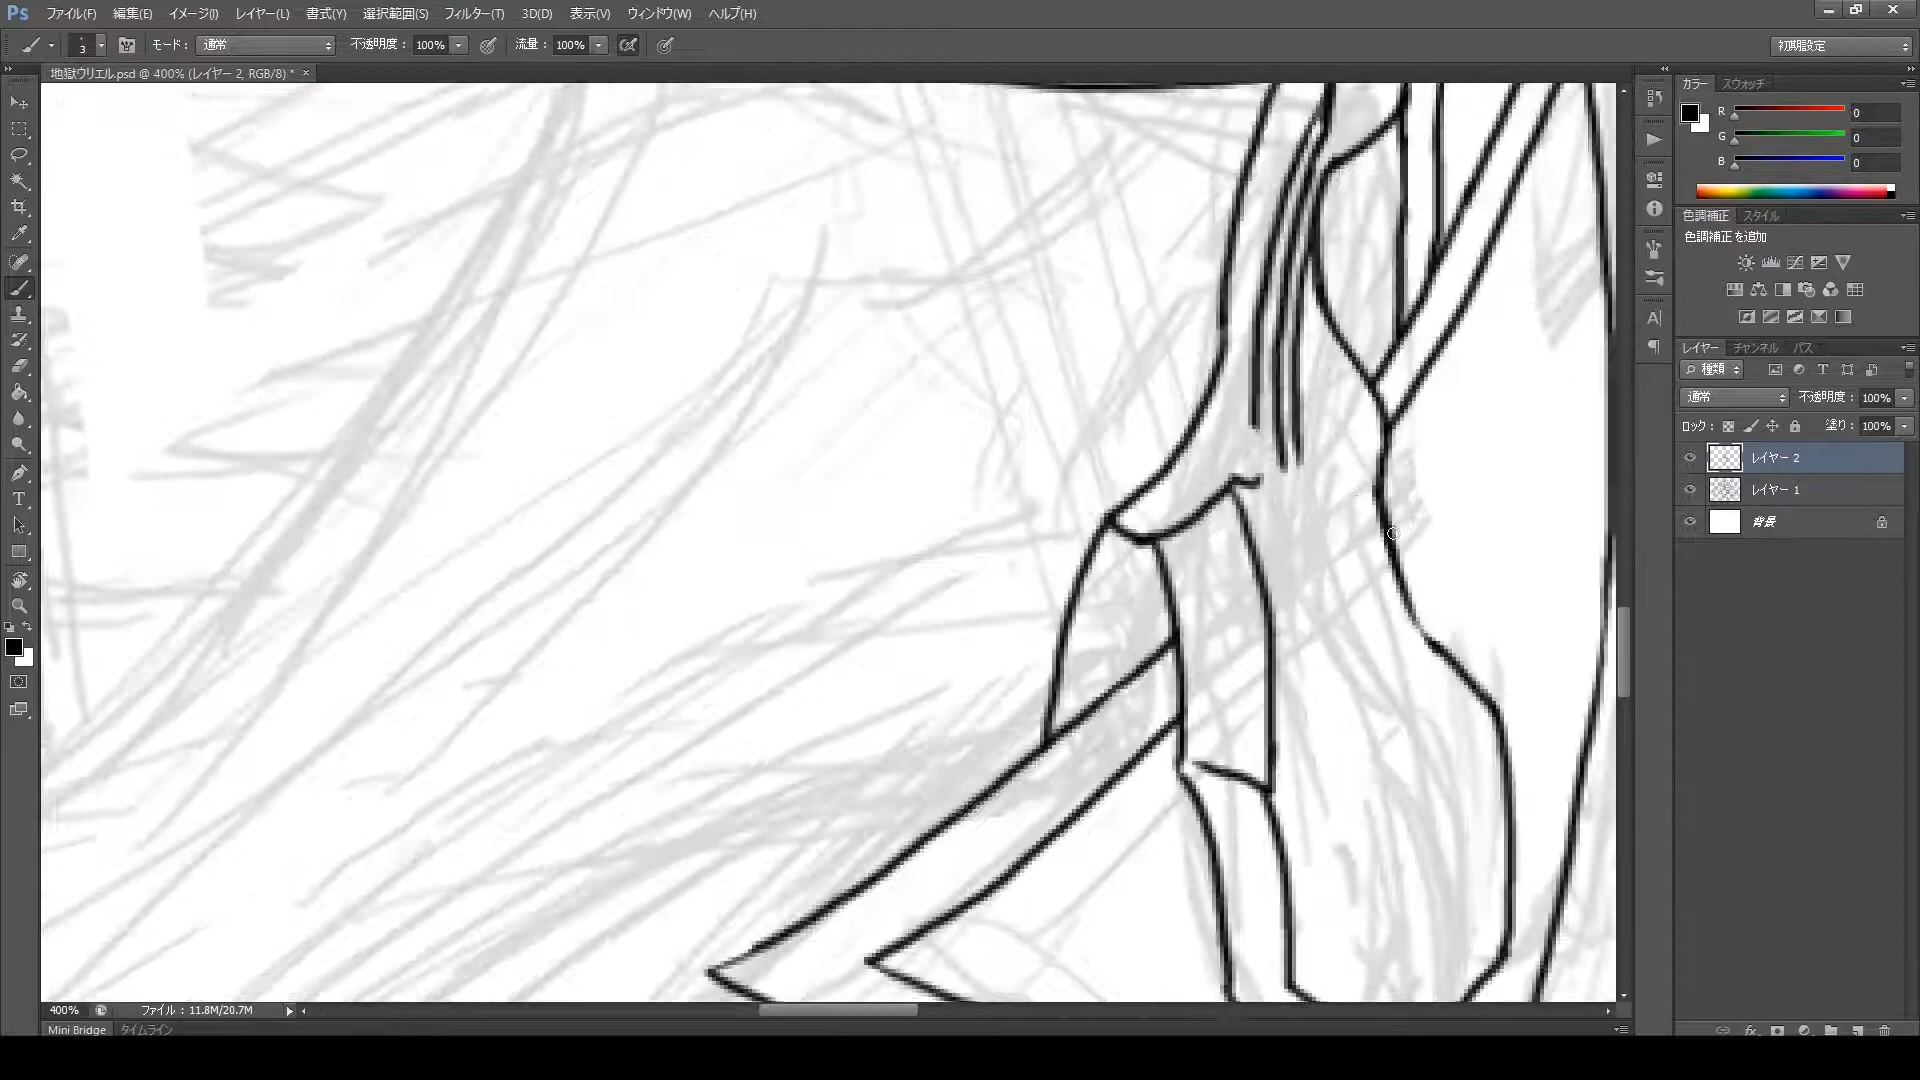 Ps ファイル(F) 編集(E) イメージ(I) レイヤー(L) 書式(Y) 選択範囲(S) フィルター(T) 3D(D) 表示(V) ウィンドウ(W) ヘルプ(H)
3 モード： 通常 不透明度： 100% 流量： 100% 初期設定
地獄ウリエル.psd @ 400% (レイヤー 2, RGB/8) * ×
カラー スウォッチ
R 0
G 0
B 0
色調補正 スタイル
色調補正を追加
レイヤー チャンネル パス
種類
通常 不透明度： 100%
ロック： 塗り： 100%
レイヤー 2
レイヤー 1
背景
400% ファイル：11.8M/20.7M
Mini Bridge タイムライン